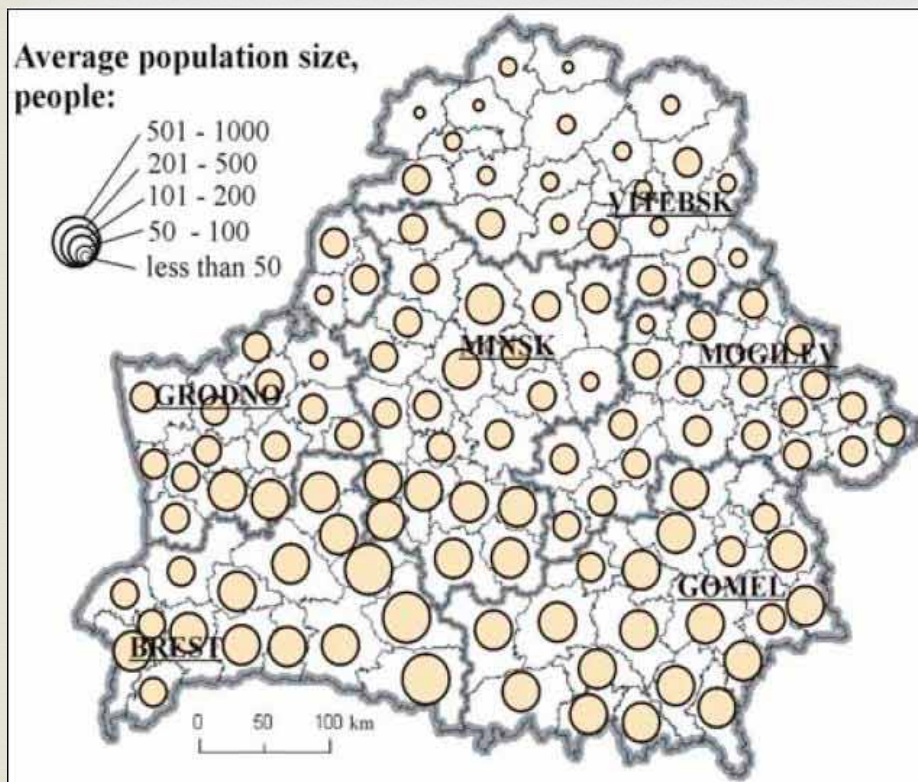 Average population size,
people:
501 - 1000
201 - 500
101 - 200
50 - 100
less than 50
VITEBSK
MINSK
MOGILEV
GRODNO
GOMEL
BREST
0 50 100 km